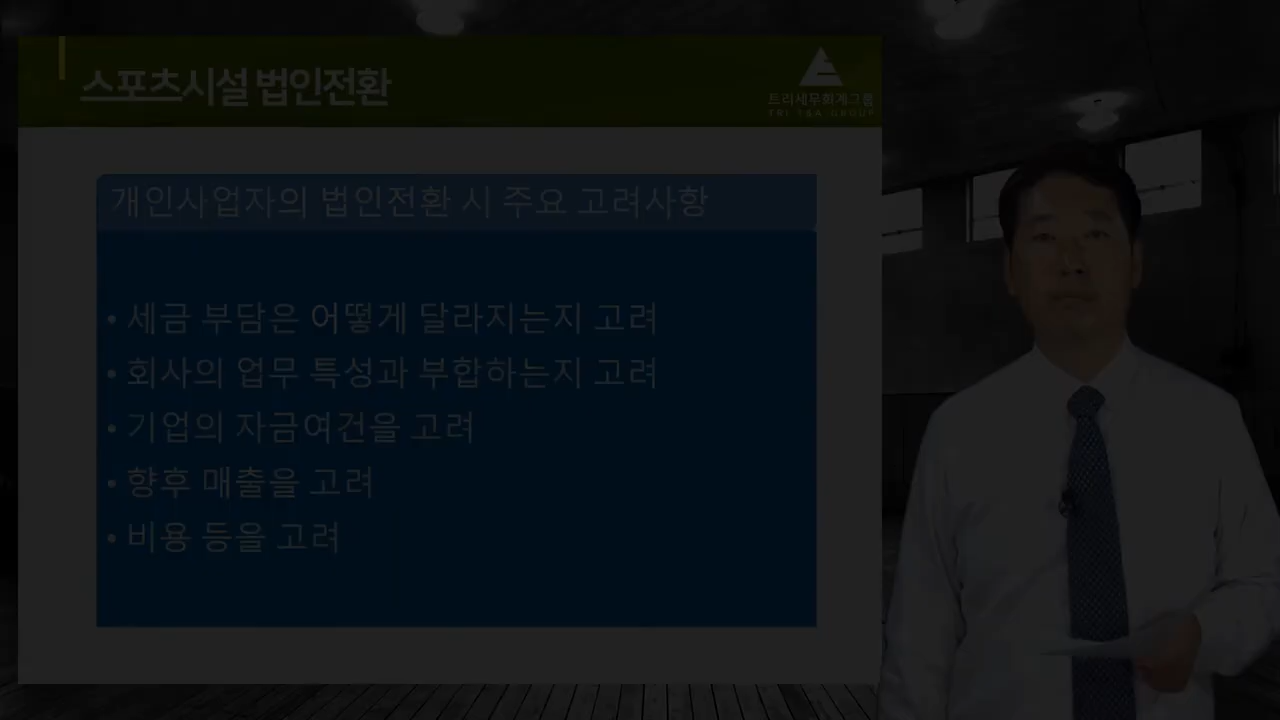 스포츠시설 법인전환
트리세무회계그룹
TRI T&A GROUP
개인사업자의 법인전환 시 주요 고려사항
• 세금 부담은 어떻게 달라지는지 고려
• 회사의 업무 특성과 부합하는지 고려
• 기업의 자금여건을 고려
• 향후 매출을 고려
• 비용 등을 고려